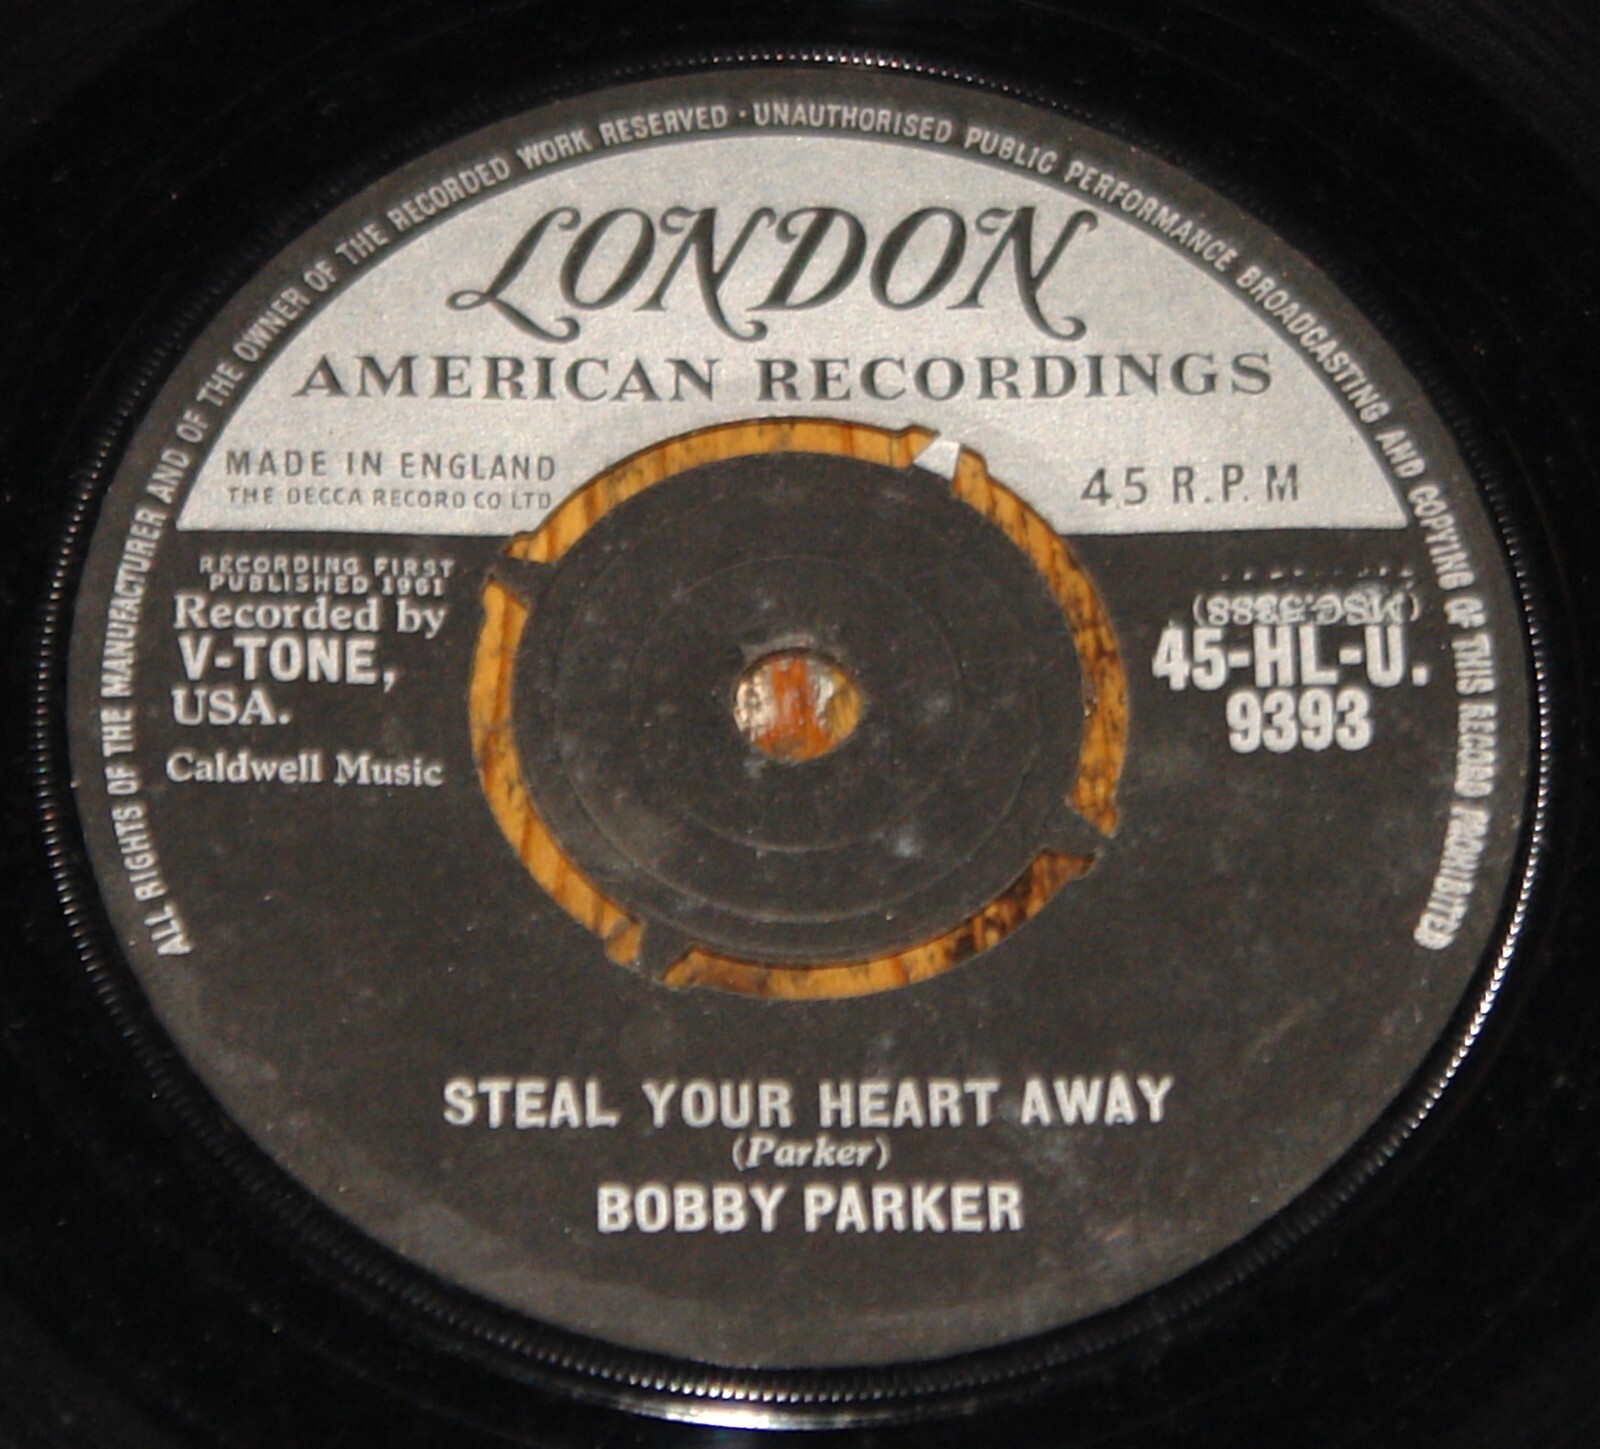 ALL RIGHTS OF THE MANUFACTURER AND OF THE OWNER OF THE RECORDED WORK RESERVED · UNAUTHORISED PUBLIC PERFORMANCE BROADCASTING AND COPYING OF THIS RECORD PROHIBITED
LONDON
AMERICAN RECORDINGS
MADE IN ENGLAND
THE DECCA RECORD CO LTD
45 R.P.M
RECORDING FIRST
PUBLISHED 1961
Recorded by
V-TONE,
USA.
Caldwell Music
45-HL-U.
9393
STEAL YOUR HEART AWAY
(Parker)
BOBBY PARKER